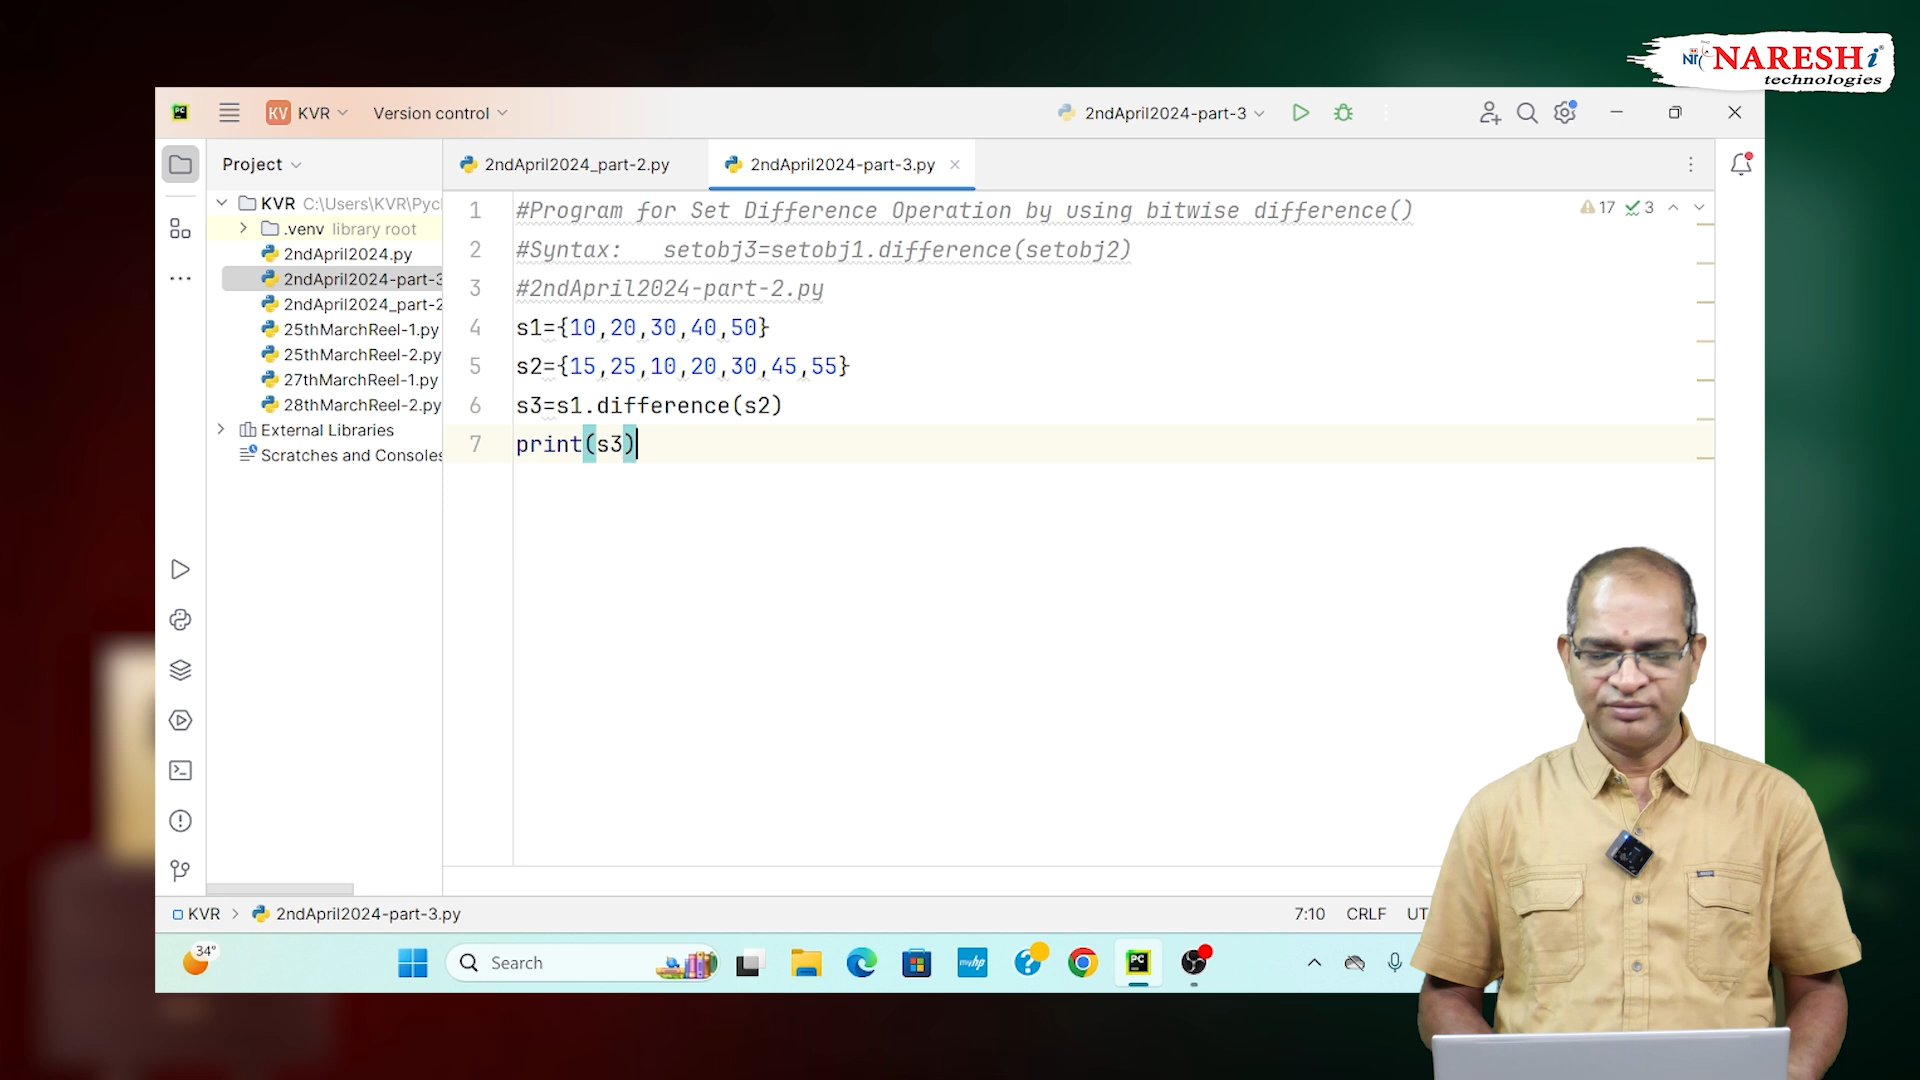 NARESHi
technologies
KV KVR
Version control
2ndApril2024-part-3
Project
2ndApril2024_part-2.py
2ndApril2024-part-3.py
KVR C:\Users\KVR\Pycl
.venv library root
2ndApril2024.py
2ndApril2024-part-3
2ndApril2024_part-2
25thMarchReel-1.py
25thMarchReel-2.py
27thMarchReel-1.py
28thMarchReel-2.py
External Libraries
Scratches and Consoles
17 3
1 #Program for Set Difference Operation by using bitwise difference()
2 #Syntax: setobj3=setobj1.difference(setobj2)
3 #2ndApril2024-part-2.py
4 s1={10,20,30,40,50}
5 s2={15,25,10,20,30,45,55}
6 s3=s1.difference(s2)
7 print(s3)
KVR > 2ndApril2024-part-3.py
7:10 CRLF UT
34°
Search
myhp
PC